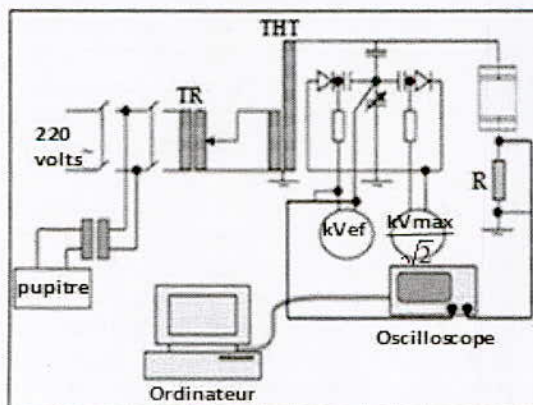 THT
TR
220
volts~
R
kVef
kVmax
√2
pupitre
Oscilloscope
Ordinateur